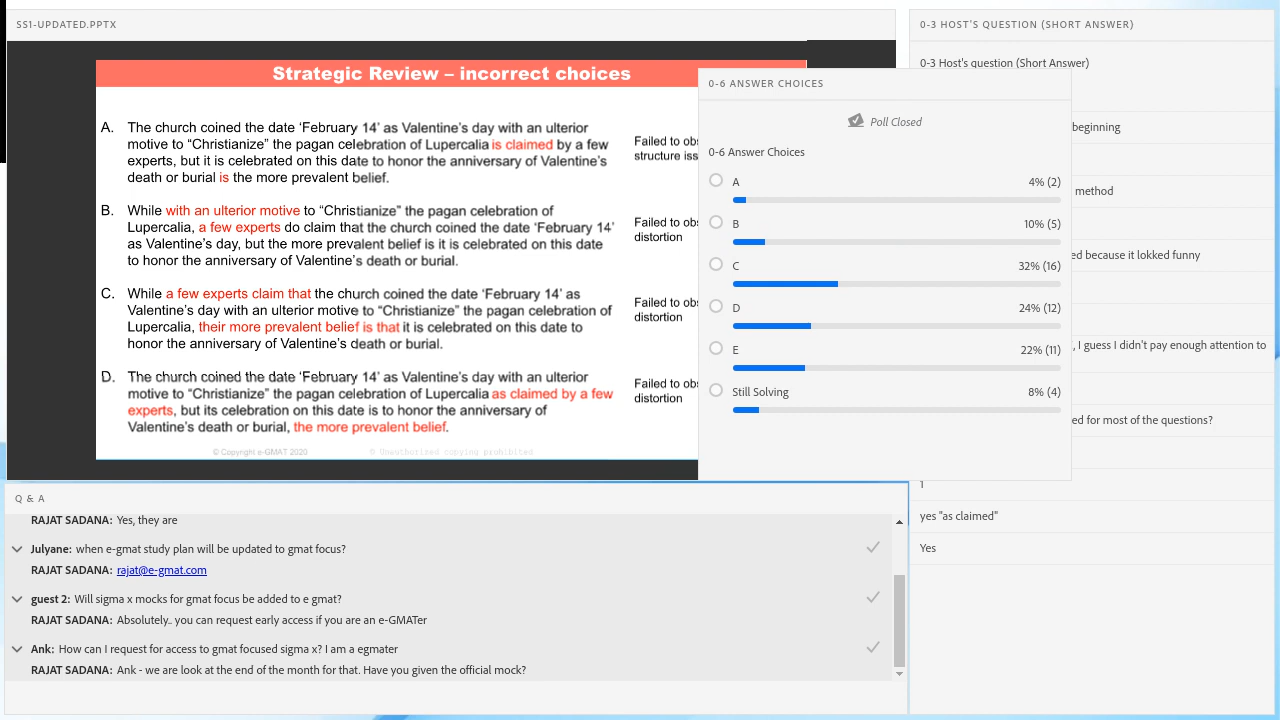 SS1-UPDATED.PPTX
Strategic Review – incorrect choices
A. The church coined the date ‘February 14’ as Valentine’s day with an ulterior
motive to “Christianize” the pagan celebration of Lupercalia is claimed by a few
experts, but it is celebrated on this date to honor the anniversary of Valentine’s
death or burial is the more prevalent belief.
Failed to obs
structure iss
B. While with an ulterior motive to “Christianize” the pagan celebration of
Lupercalia, a few experts do claim that the church coined the date ‘February 14’
as Valentine’s day, but the more prevalent belief is it is celebrated on this date
to honor the anniversary of Valentine’s death or burial.
Failed to obs
distortion
C. While a few experts claim that the church coined the date ‘February 14’ as
Valentine’s day with an ulterior motive to “Christianize” the pagan celebration of
Lupercalia, their more prevalent belief is that it is celebrated on this date to
honor the anniversary of Valentine’s death or burial.
Failed to obs
distortion
D. The church coined the date ‘February 14’ as Valentine’s day with an ulterior
motive to “Christianize” the pagan celebration of Lupercalia as claimed by a few
experts, but its celebration on this date is to honor the anniversary of
Valentine’s death or burial, the more prevalent belief.
Failed to obs
distortion
© Copyright e-GMAT 2020 Unauthorised copying prohibited
0-6 ANSWER CHOICES
Poll Closed
0-6 Answer Choices
A 4% (2)
B 10% (5)
C 32% (16)
D 24% (12)
E 22% (11)
Still Solving 8% (4)
0-3 HOST'S QUESTION (SHORT ANSWER)
0-3 Host's question (Short Answer)
beginning
method
ed because it lokked funny
, I guess I didn't pay enough attention to
ed for most of the questions?
1
yes "as claimed"
Yes
Q & A
RAJAT SADANA: Yes, they are
Julyane: when e-gmat study plan will be updated to gmat focus?
RAJAT SADANA: rajat@e-gmat.com
guest 2: Will sigma x mocks for gmat focus be added to e gmat?
RAJAT SADANA: Absolutely.. you can request early access if you are an e-GMATer
Ank: How can I request for access to gmat focused sigma x? I am a egmater
RAJAT SADANA: Ank - we are look at the end of the month for that. Have you given the official mock?